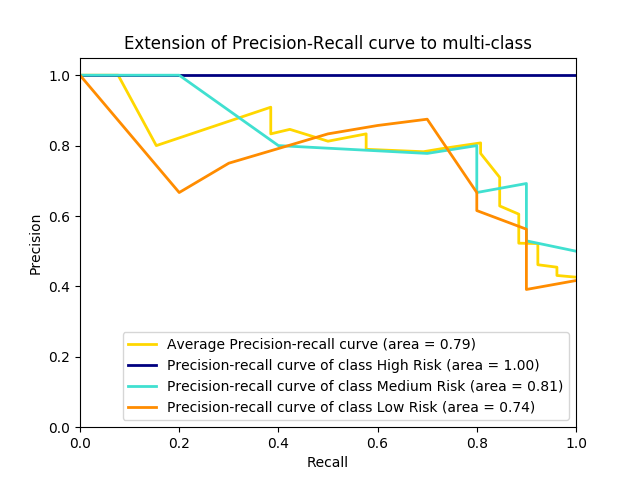 Extension of Precision-Recall curve to multi-class
1.0
0.8
0.6
0.4
0.2
0.0
Precision
Average Precision-recall curve (area = 0.79)
Precision-recall curve of class High Risk (area = 1.00)
Precision-recall curve of class Medium Risk (area = 0.81)
Precision-recall curve of class Low Risk (area = 0.74)
0.0 0.2 0.4 0.6 0.8 1.0
Recall